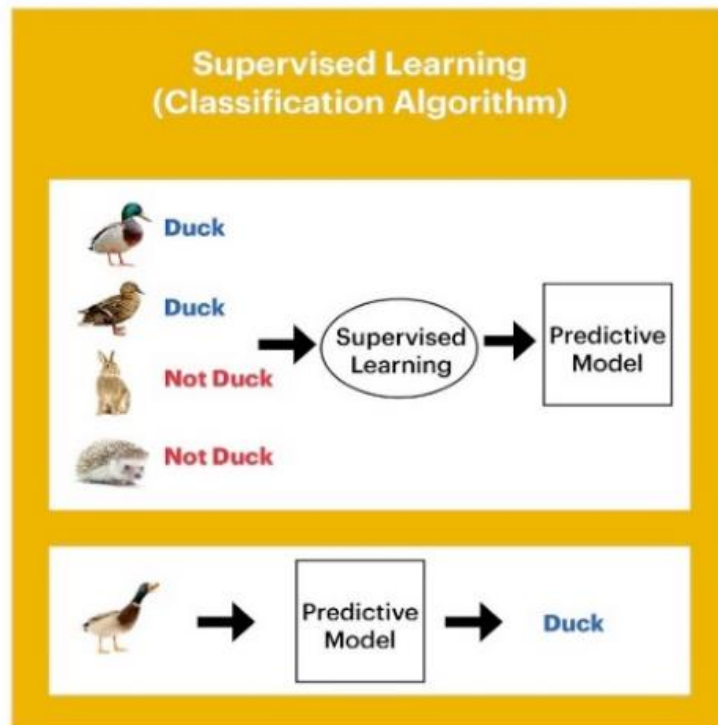 Supervised Learning
(Classification Algorithm)
Duck
Duck
Not Duck
Not Duck
Supervised
Learning
Predictive
Model
Predictive
Model
Duck